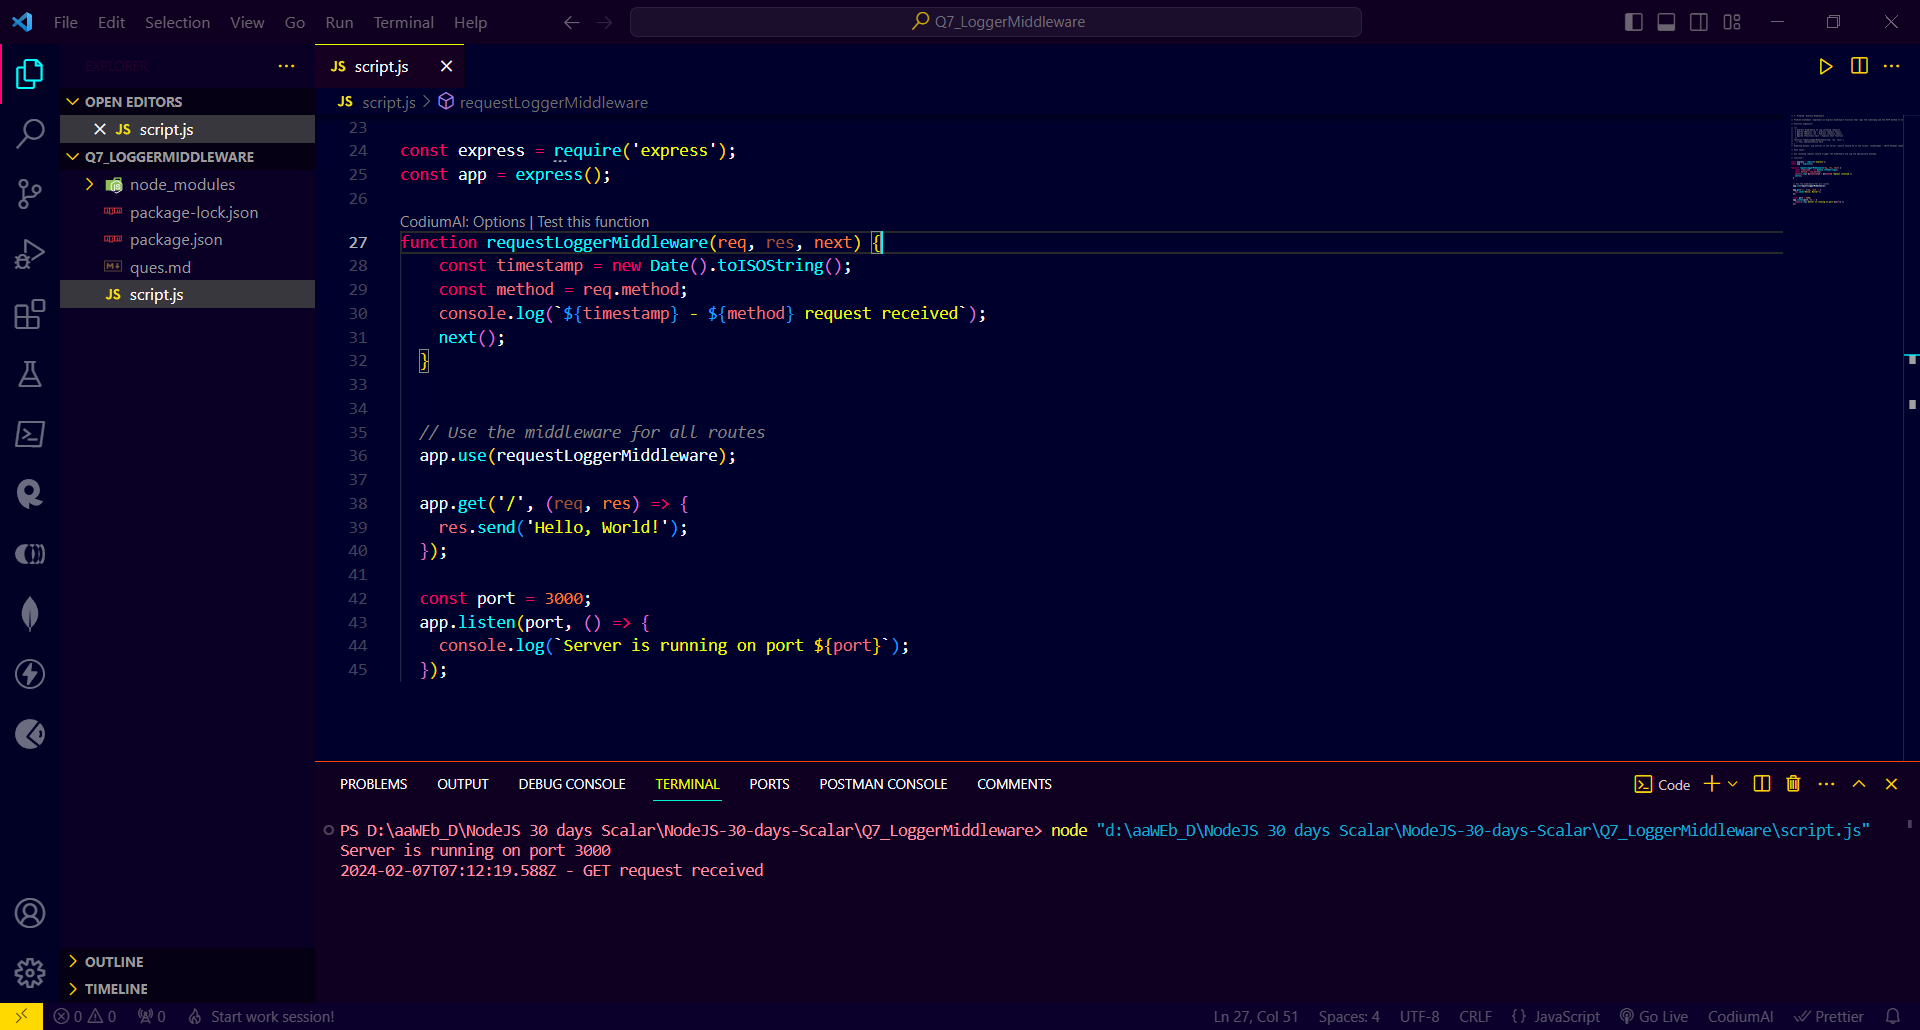 File Edit Selection View Go Run Terminal Help
Q7_LoggerMiddleware
EXPLORER
OPEN EDITORS
JS script.js
Q7_LOGGERMIDDLEWARE
node_modules
package-lock.json
package.json
ques.md
JS script.js
OUTLINE
TIMELINE
JS script.js
JS script.js > requestLoggerMiddleware
23
24 const express = require('express');
25 const app = express();
26
CodiumAI: Options | Test this function
27 function requestLoggerMiddleware(req, res, next) {
28 const timestamp = new Date().toISOString();
29 const method = req.method;
30 console.log(`${timestamp} - ${method} request received`);
31 next();
32 }
33
34
35 // Use the middleware for all routes
36 app.use(requestLoggerMiddleware);
37
38 app.get('/', (req, res) => {
39 res.send('Hello, World!');
40 });
41
42 const port = 3000;
43 app.listen(port, () => {
44 console.log(`Server is running on port ${port}`);
45 });
PROBLEMS OUTPUT DEBUG CONSOLE TERMINAL PORTS POSTMAN CONSOLE COMMENTS
Code
PS D:\aaWEb_D\NodeJS 30 days Scalar\NodeJS-30-days-Scalar\Q7_LoggerMiddleware> node "d:\aaWEb_D\NodeJS 30 days Scalar\NodeJS-30-days-Scalar\Q7_LoggerMiddleware\script.js"
Server is running on port 3000
2024-02-07T07:12:19.588Z - GET request received
0 0 0 Start work session!
Ln 27, Col 51 Spaces: 4 UTF-8 CRLF {} JavaScript Go Live CodiumAI Prettier